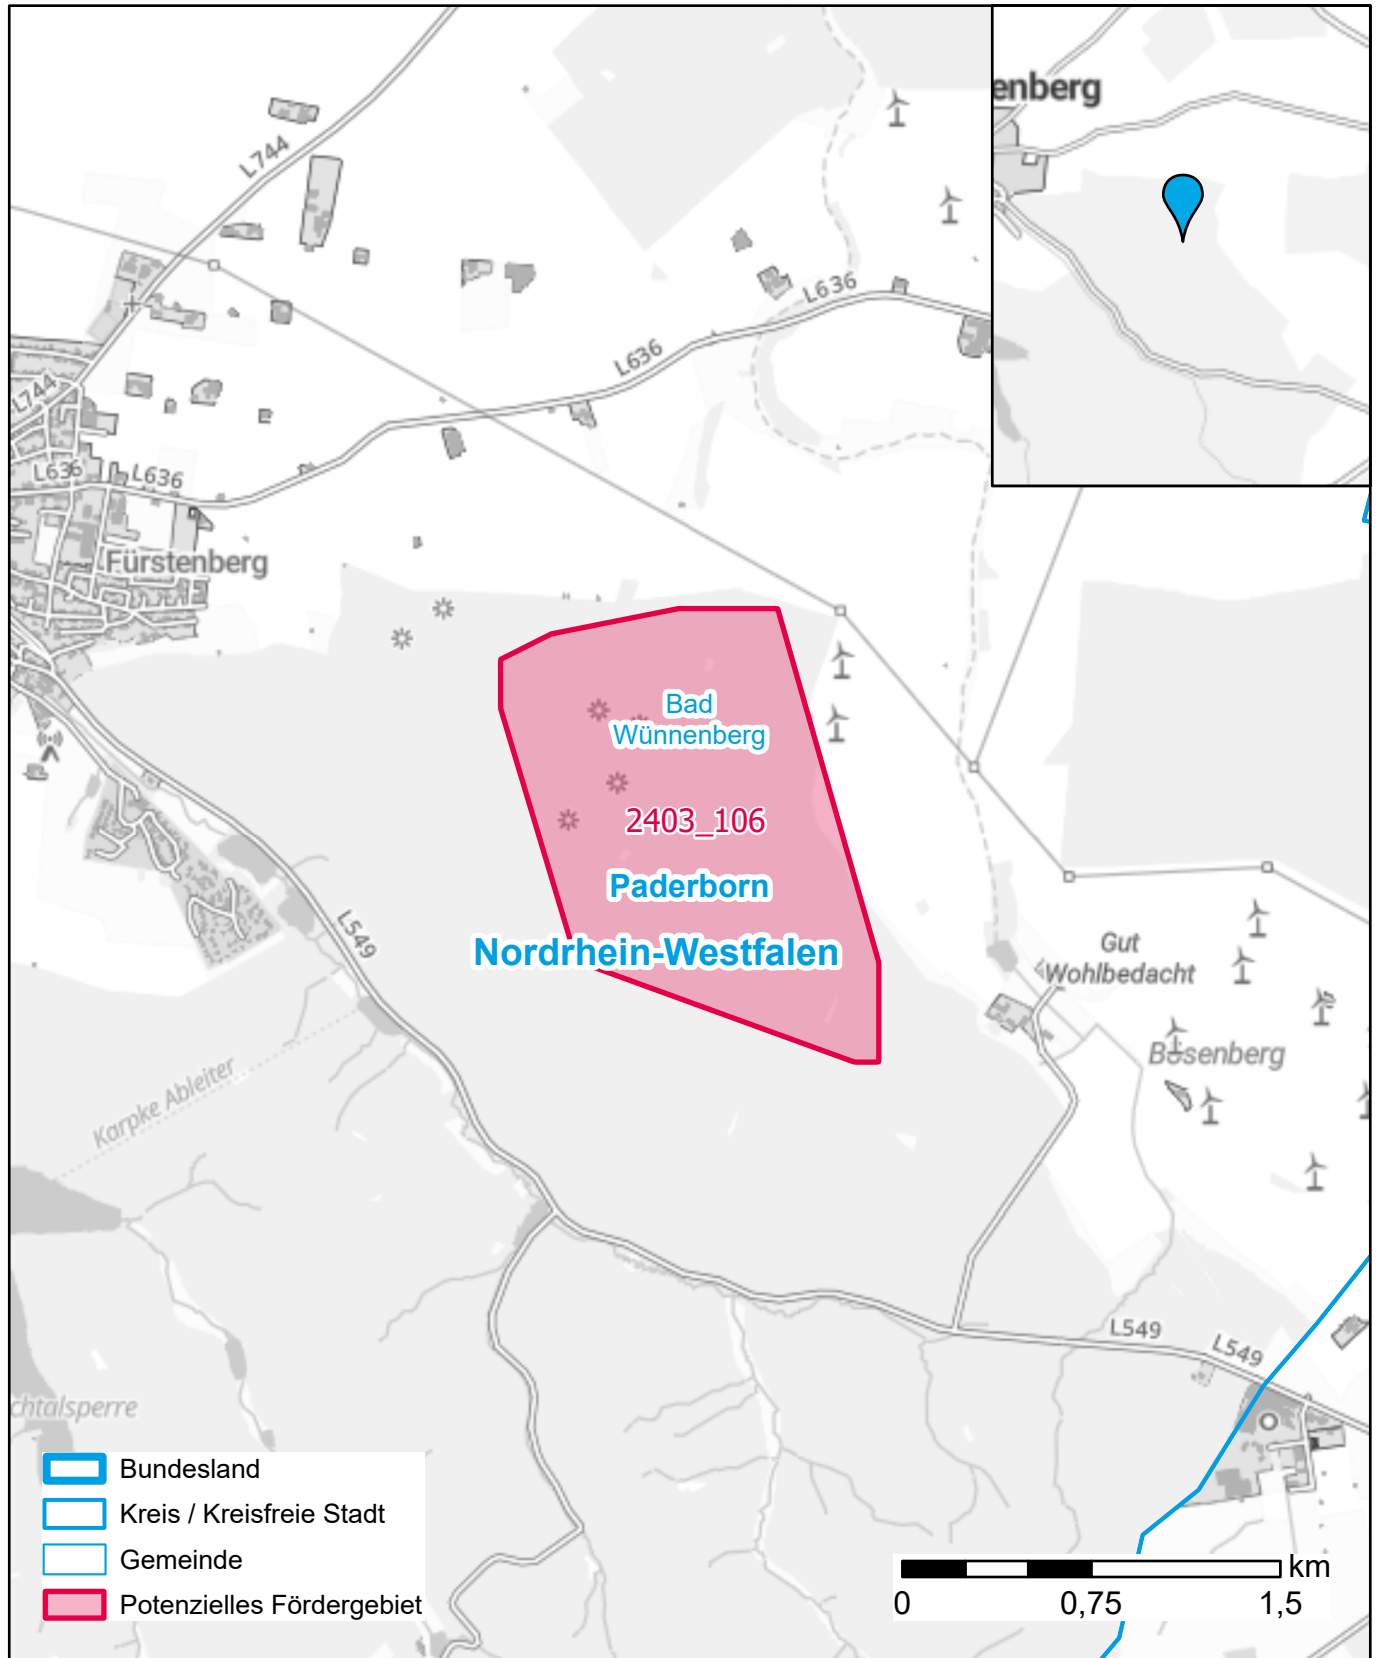 enberg
L744
L636
L636
L744
L636
L636
Fürstenberg
Bad
Wünnenberg
2403_106
Paderborn
Nordrhein-Westfalen
L549
Gut
Wohlbedacht
Bosenberg
Karpke Ableiter
L549
L549
chtalsperre
Bundesland
Kreis / Kreisfreie Stadt
Gemeinde
Potenzielles Fördergebiet
km
0 0,75 1,5